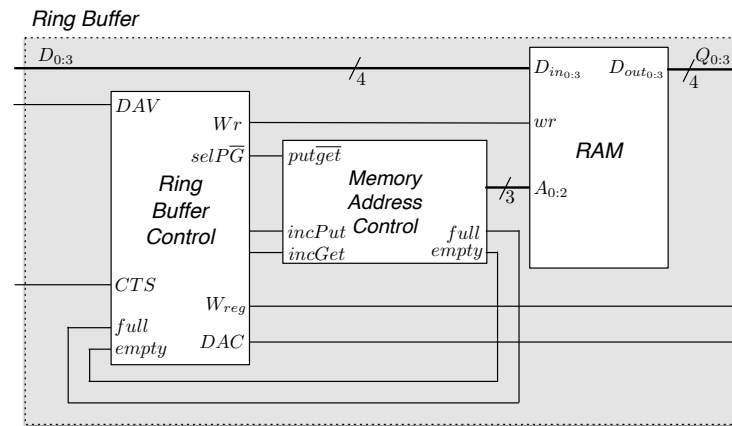 Ring Buffer
D0:3
4
Din0:3
Dout0:3
Q0:3
4
DAV
Wr
wr
RAM
selPG̅
putg̅e̅t̅
Ring
Buffer
Control
Memory
Address
Control
3
A0:2
incPut
incGet
full
empty
CTS
Wreg
full
empty
DAC